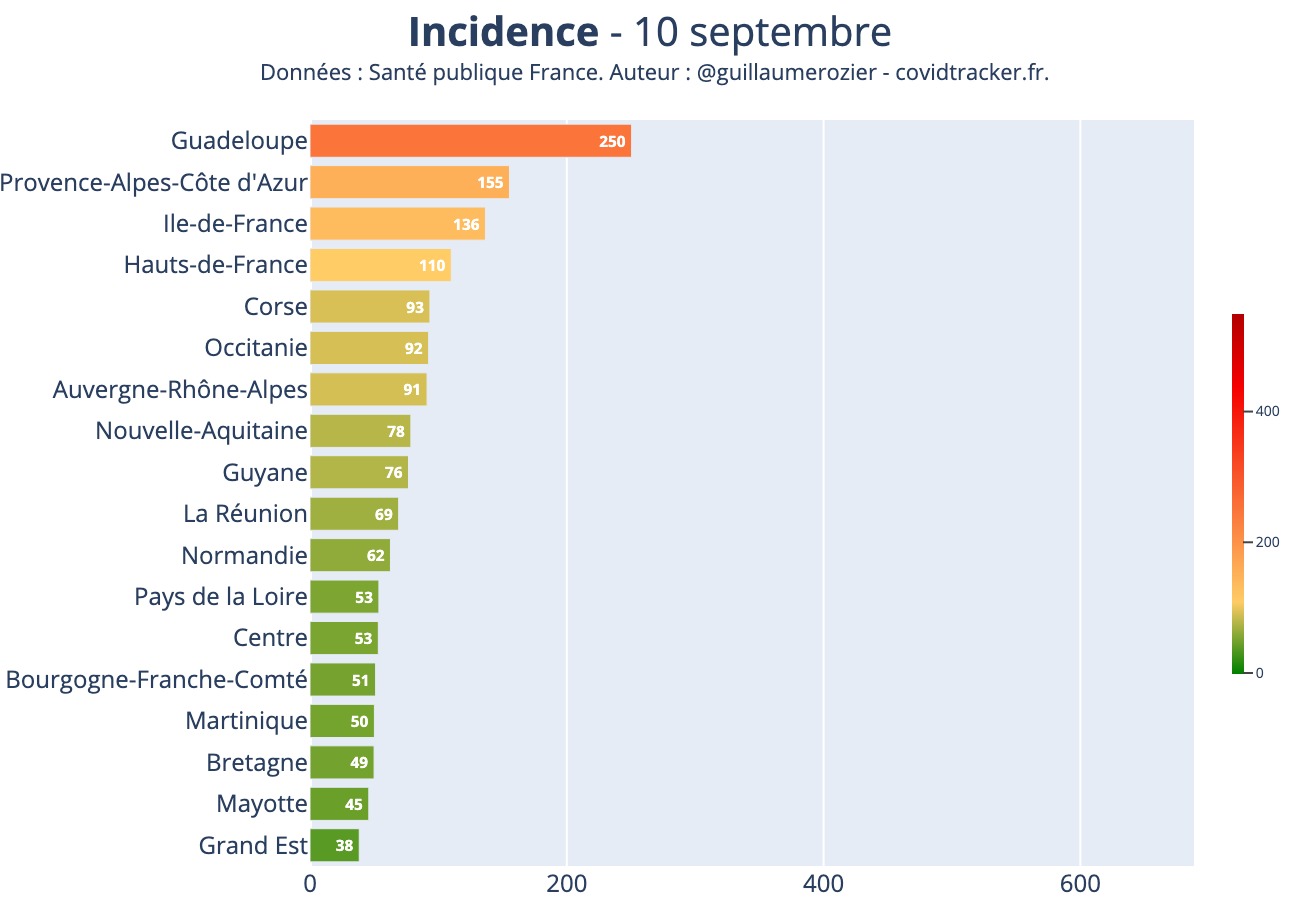 Incidence - 10 septembre
Données : Santé publique France. Auteur : @guillaumerozier - covidtracker.fr.
Guadeloupe 250
Provence-Alpes-Côte d'Azur 155
Ile-de-France 136
Hauts-de-France 110
Corse 93
Occitanie 92
Auvergne-Rhône-Alpes 91
Nouvelle-Aquitaine 78
Guyane 76
La Réunion 69
Normandie 62
Pays de la Loire 53
Centre 53
Bourgogne-Franche-Comté 51
Martinique 50
Bretagne 49
Mayotte 45
Grand Est 38
0 200 400 600
400
200
0